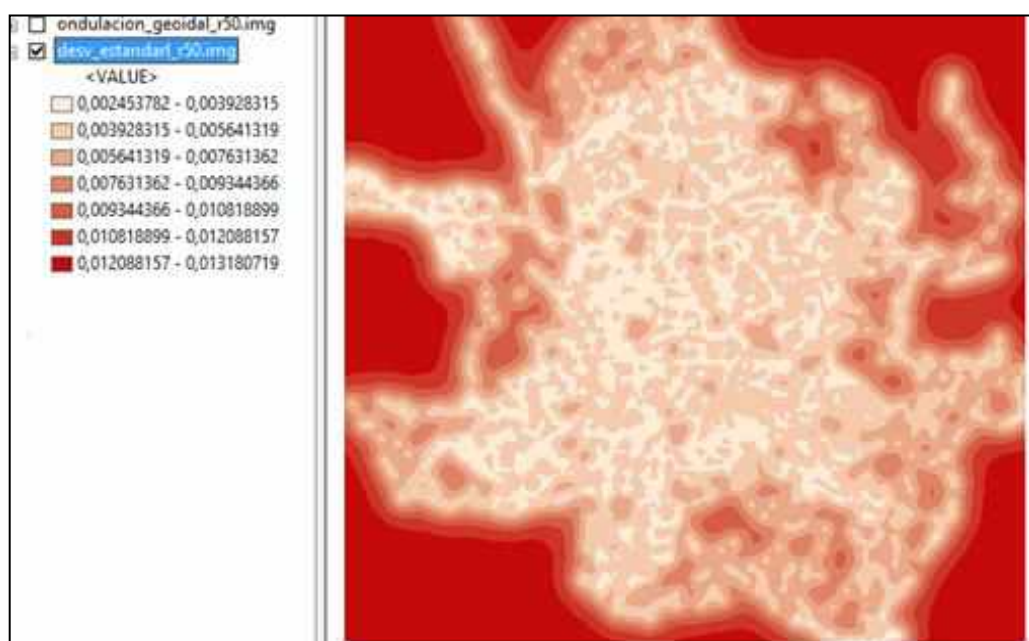 ondulacion_geoidal_r50.img
desv_estandarl_r50.img
<VALUE>
0,002453782 - 0,003928315
0,003928315 - 0,005641319
0,005641319 - 0,007631362
0,007631362 - 0,009344366
0,009344366 - 0,010818899
0,010818899 - 0,012088157
0,012088157 - 0,013180719